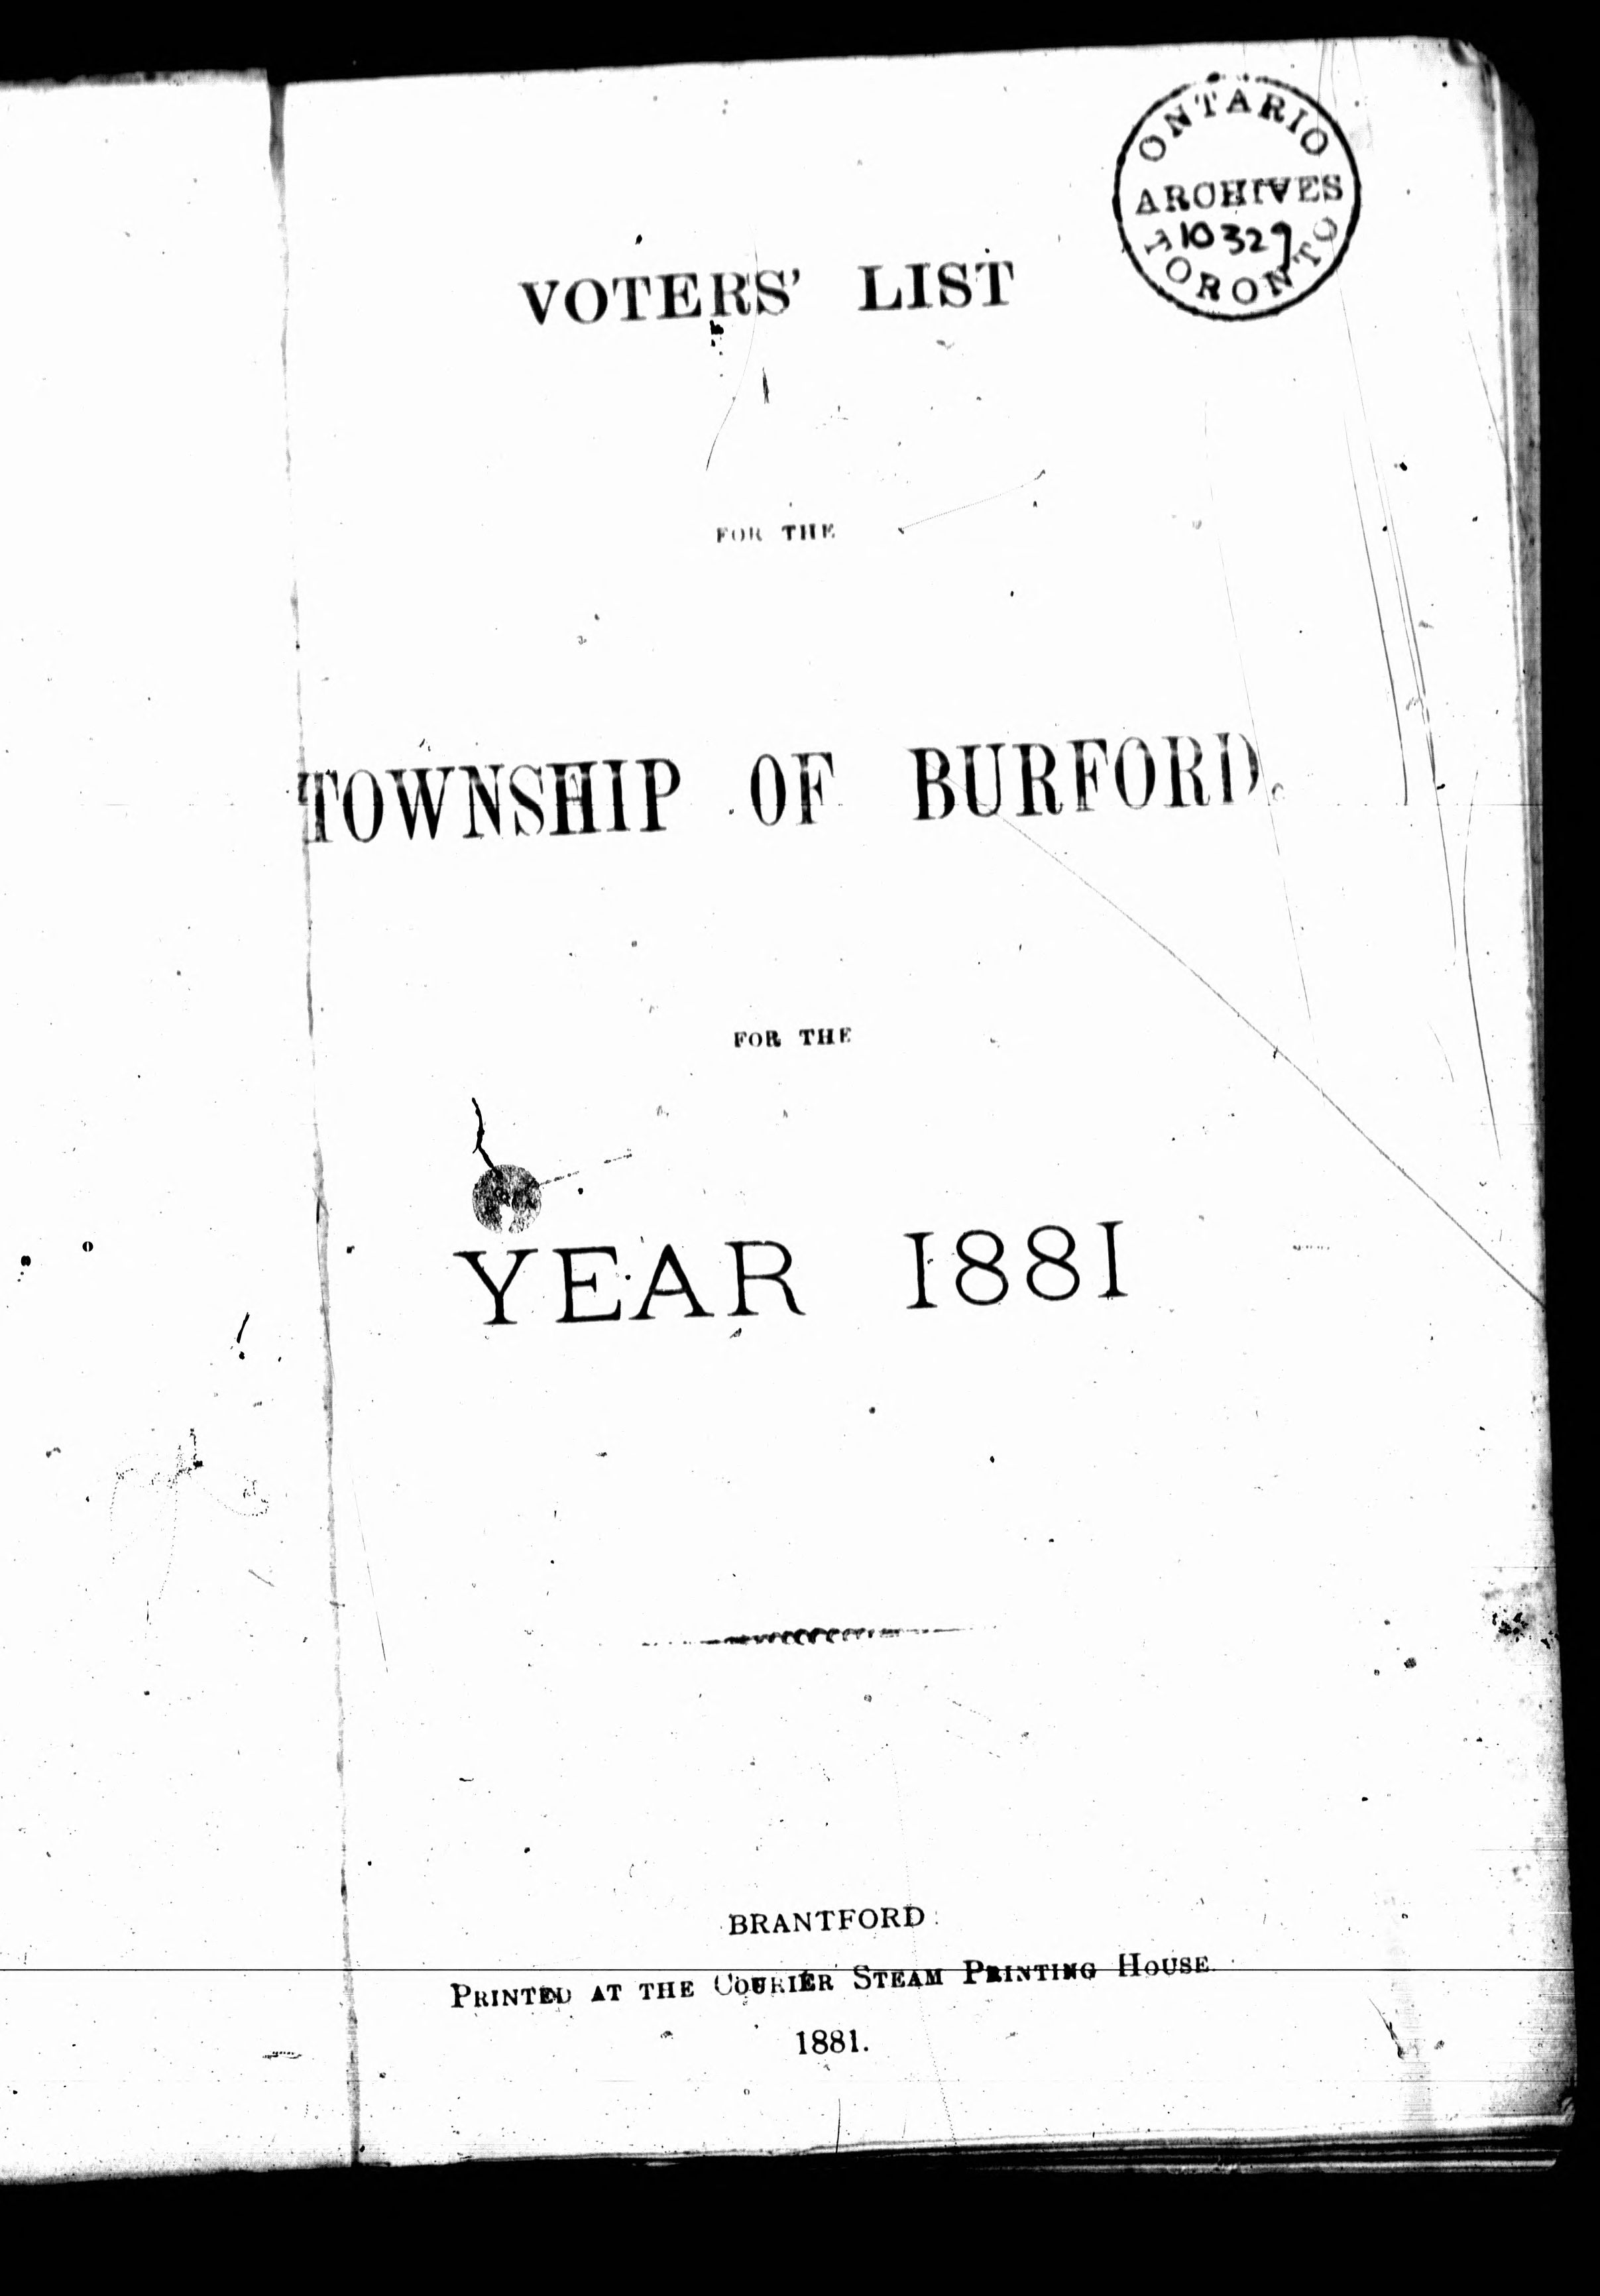 ONTARIO
ARCHIVES
10329
TORONTO
VOTERS' LIST
FOR THE
TOWNSHIP OF BURFORD.
FOR THE
YEAR 1881
BRANTFORD:
PRINTED AT THE COURIER STEAM PRINTING HOUSE.
1881.